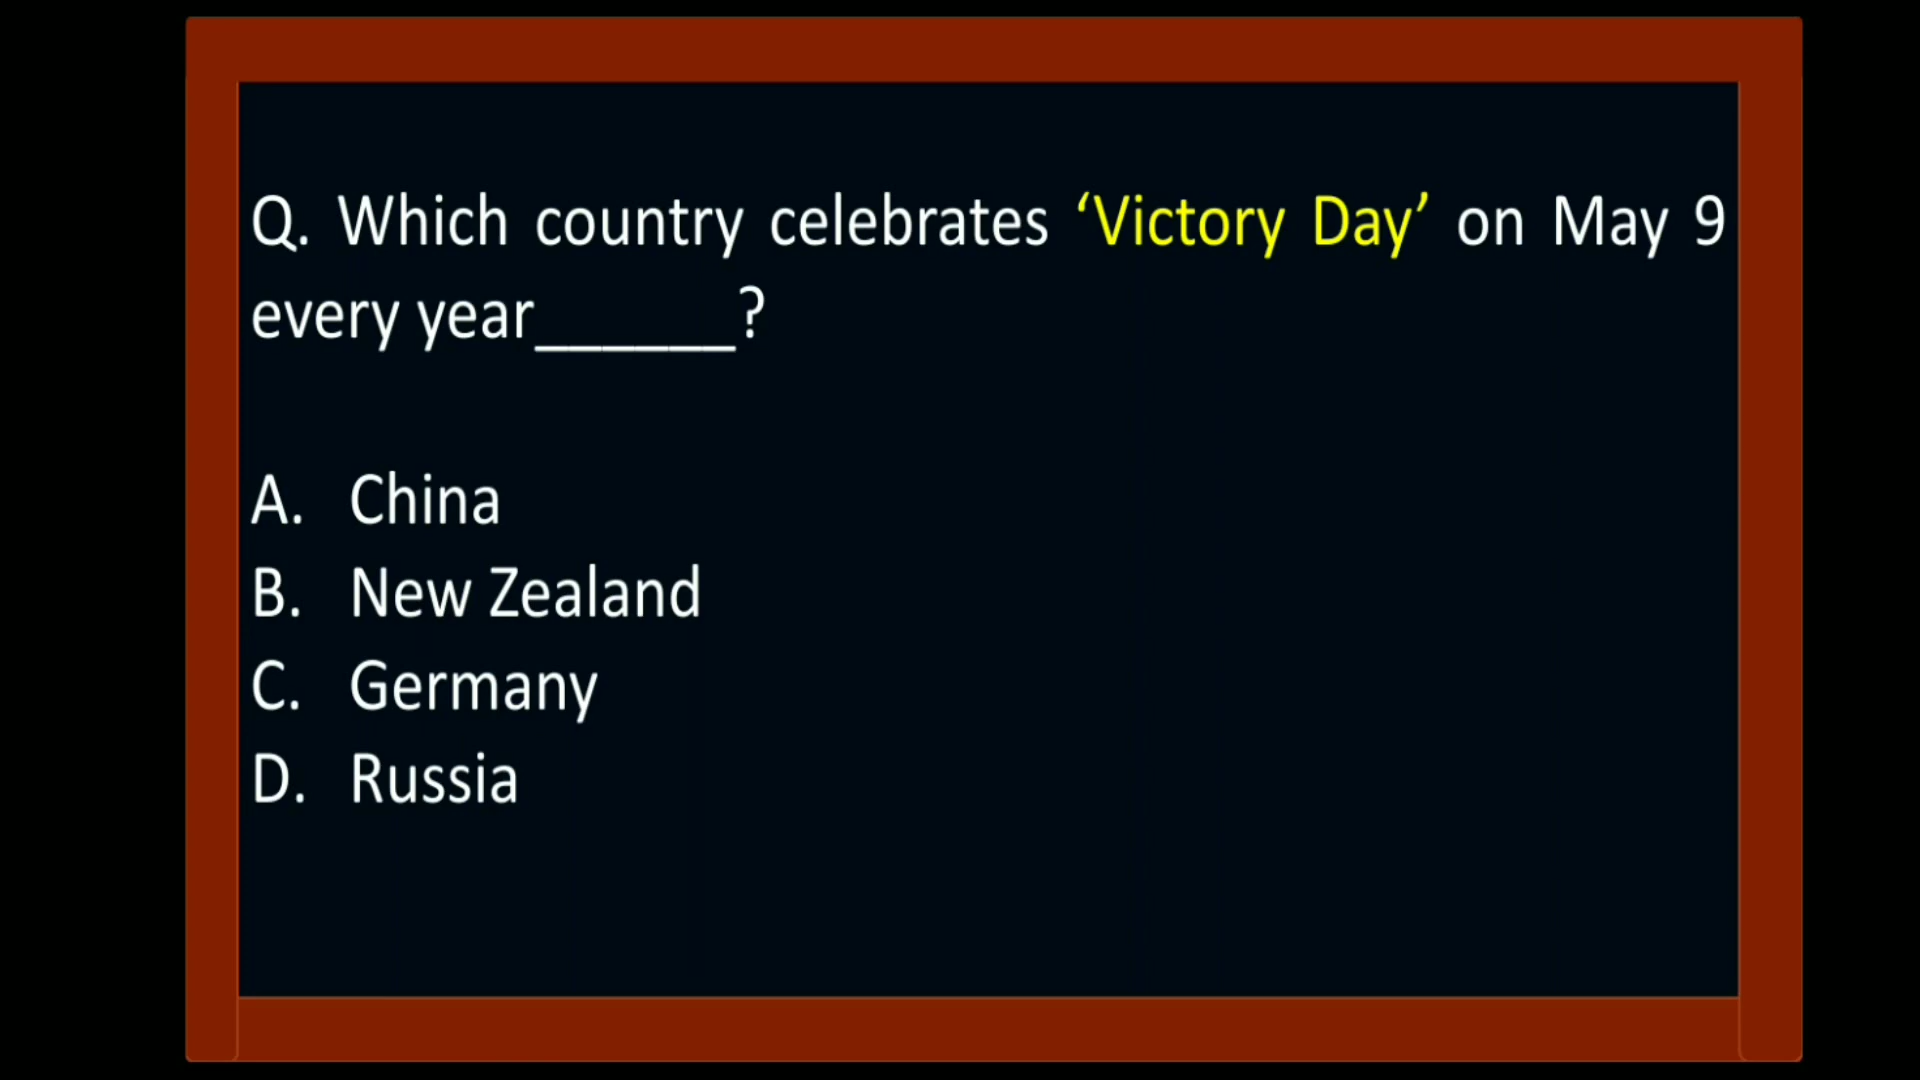 Q. Which country celebrates ‘Victory Day’ on May 9
every year______?
A. China
B. New Zealand
C. Germany
D. Russia